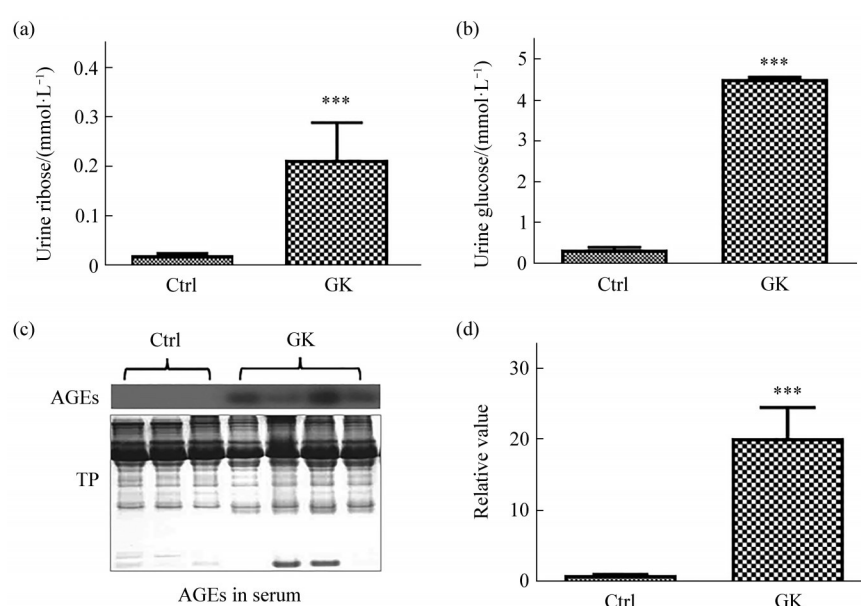 (a)
Urine ribose/(mmol·L⁻¹)
0.4
0.3
0.2
0.1
0
***
Ctrl
GK
(b)
Urine glucose/(mmol·L⁻¹)
5
4
3
2
1
0
***
Ctrl
GK
(c)
Ctrl
GK
AGEs
TP
AGEs in serum
(d)
Relative value
30
20
10
0
***
Ctrl
GK